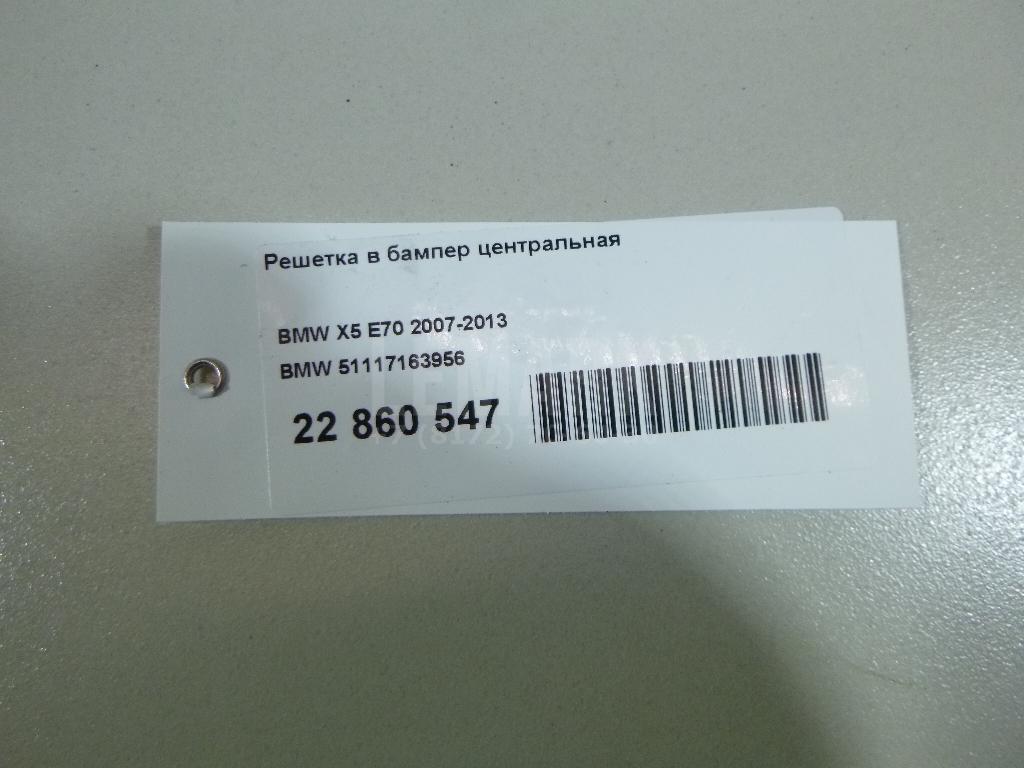 Решетка в бампер центральная
BMW X5 E70 2007-2013
BMW 51117163956
22 860 547